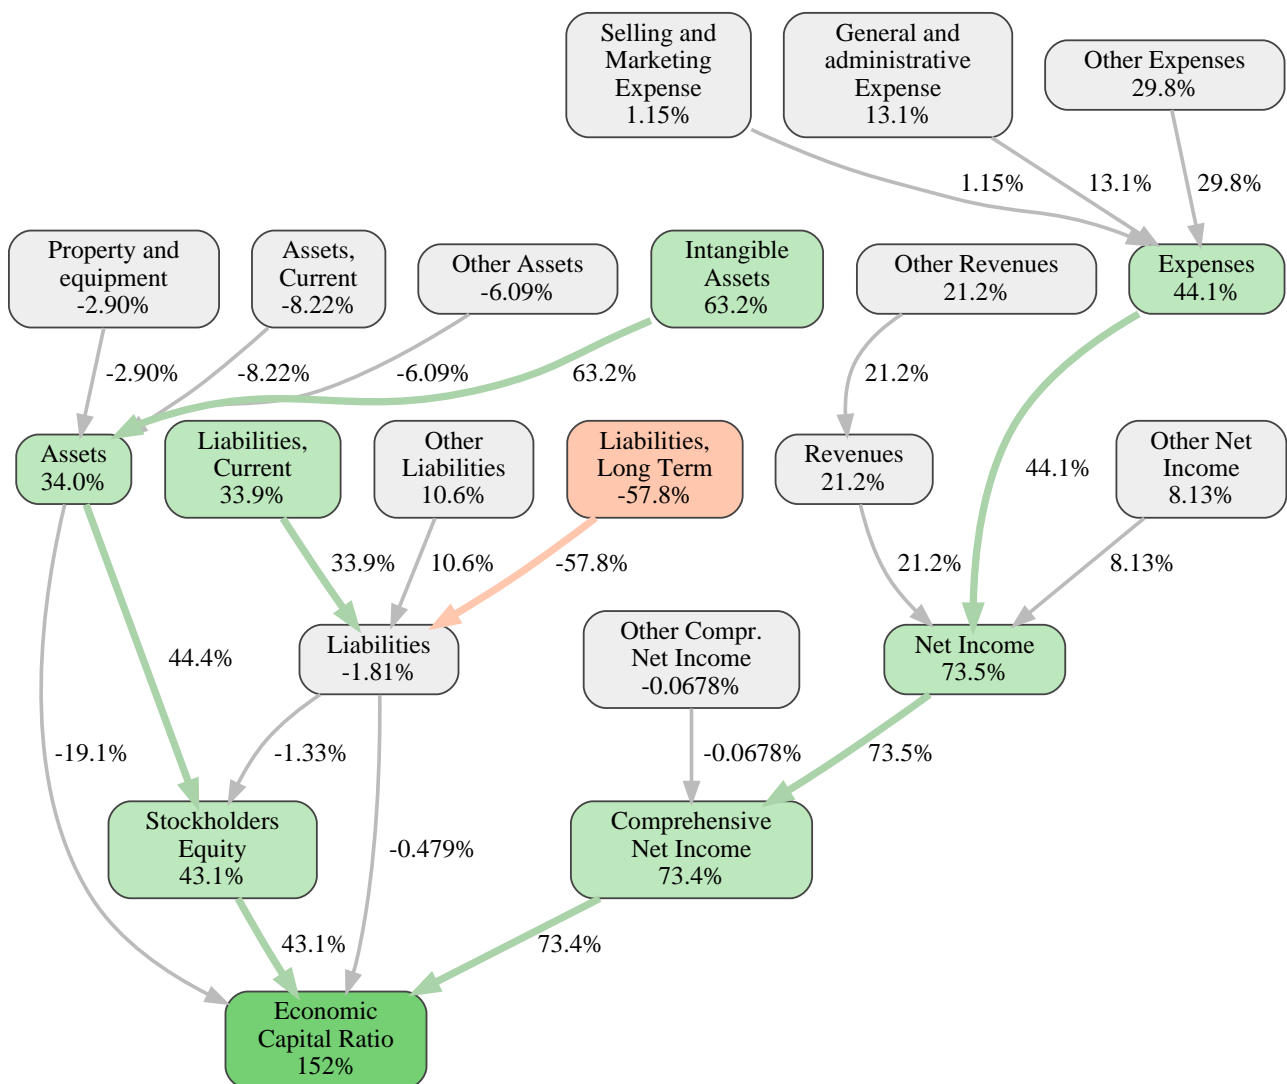 Selling and
Marketing
Expense
1.15%
General and
administrative
Expense
13.1%
Other Expenses
29.8%
1.15%
13.1%
29.8%
Property and
equipment
-2.90%
Assets,
Current
-8.22%
Other Assets
-6.09%
Intangible
Assets
63.2%
Other Revenues
21.2%
Expenses
44.1%
-2.90%
-8.22%
-6.09%
63.2%
21.2%
Assets
34.0%
Liabilities,
Current
33.9%
Other
Liabilities
10.6%
Liabilities,
Long Term
-57.8%
Revenues
21.2%
44.1%
Other Net
Income
8.13%
33.9%
10.6%
-57.8%
21.2%
8.13%
44.4%
Liabilities
-1.81%
Other Compr.
Net Income
-0.0678%
Net Income
73.5%
-19.1%
-1.33%
-0.0678%
73.5%
Stockholders
Equity
43.1%
-0.479%
Comprehensive
Net Income
73.4%
43.1%
73.4%
Economic
Capital Ratio
152%